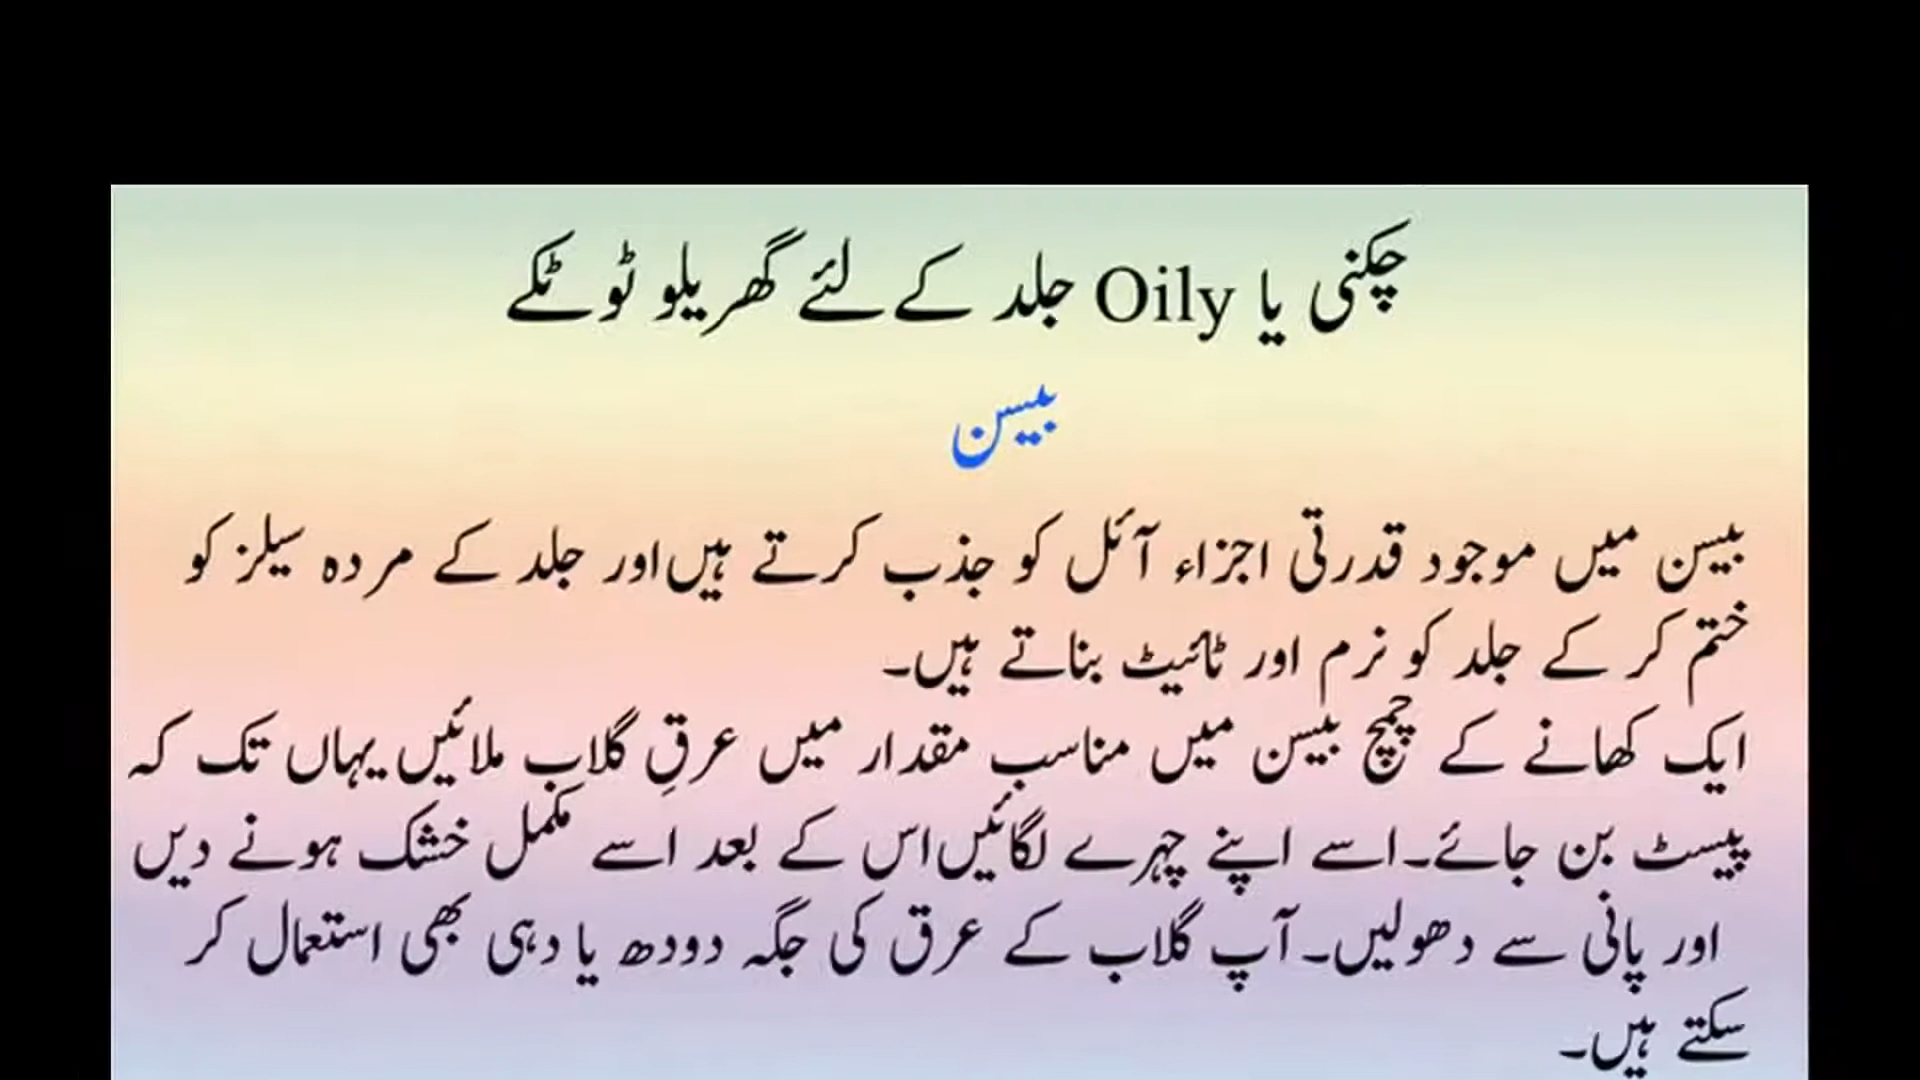 چکنی یا Oily جلد کے لئے گھریلو ٹوٹکے
بیسن
بیسن میں موجود قدرتی اجزاء آئل کو جذب کرتے ہیں اور جلد کے مردہ سیلز کو
ختم کر کے جلد کو نرم اور ٹائیٹ بناتے ہیں۔
ایک کھانے کے چمچ بیسن میں مناسب مقدار میں عرقِ گلاب ملائیں یہاں تک کہ
پیسٹ بن جائے۔ اسے اپنے چہرے لگائیں اس کے بعد اسے مکمل خشک ہونے دیں
اور پانی سے دھولیں۔ آپ گلاب کے عرق کی جگہ دودھ یا دہی بھی استعمال کر
سکتے ہیں۔